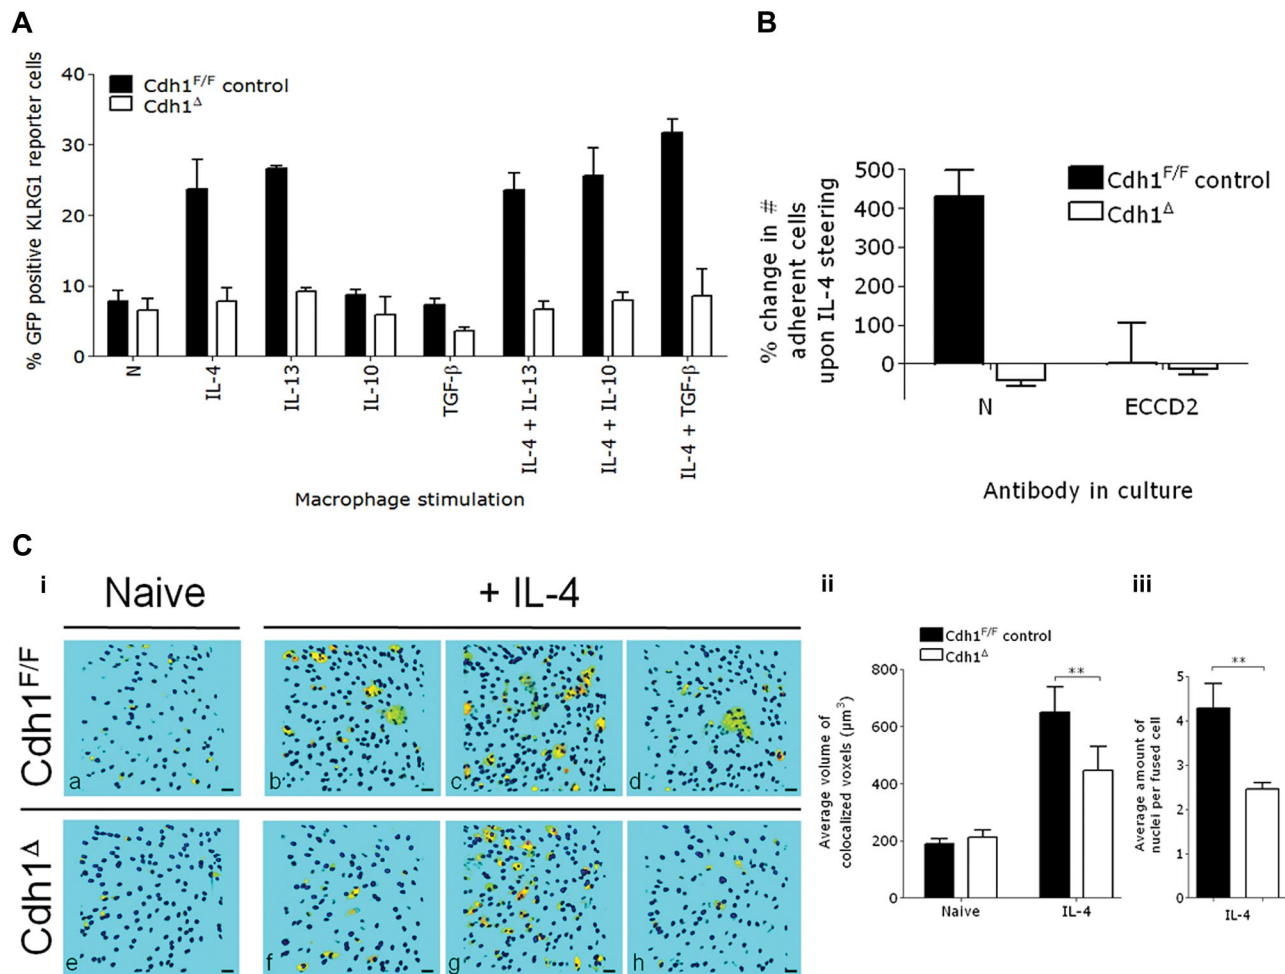 A
% GFP positive KLRG1 reporter cells
40
30
20
10
0
Cdh1F/F control
CdhlΔ
N
IL-4
IL-13
IL-10
TGF-β
IL-4 + IL-13
IL-4 + IL-10
IL-4 + TGF-β
Macrophage stimulation
B
% change in #
adherent cells
upon IL-4 steering
500
400
300
200
100
0
Cdh1F/F control
Cdh1Δ
N
ECCD2
Antibody in culture
C
i
Naive
+ IL-4
Cdh1F/F
a
b
c
d
Cdh1Δ
e
f
g
h
ii
Cdh1F/F control
Cdh1Δ
Average volume of
colocalized voxels (µm3)
800
600
400
200
0
**
Naive
IL-4
iii
Average amount of
nuclei per fused cell
5
4
3
2
1
0
**
IL-4